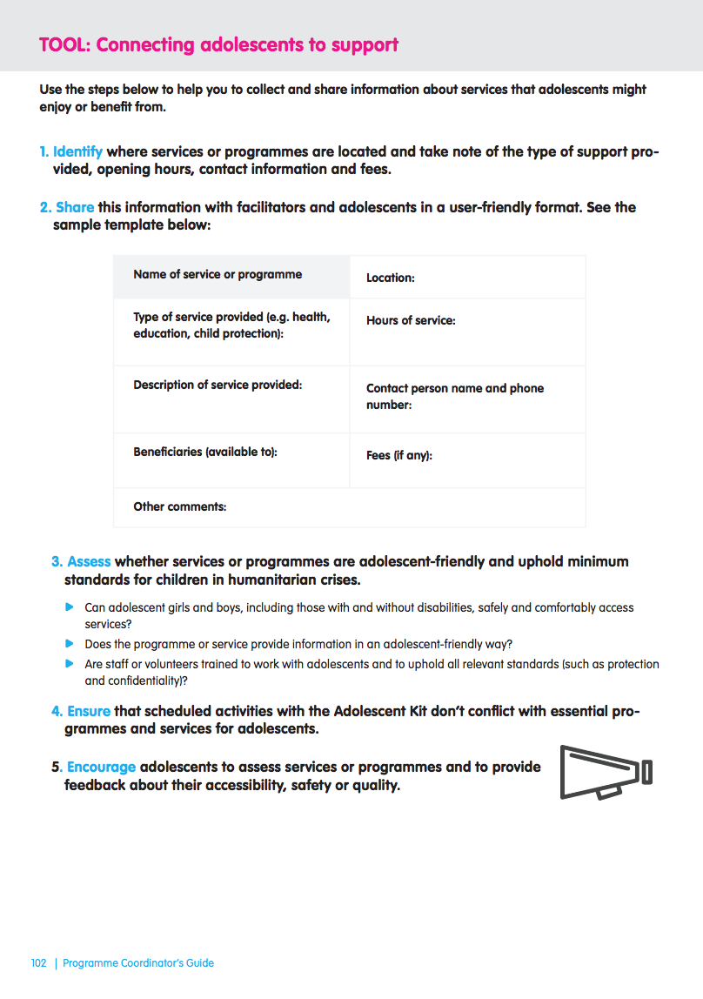 TOOL: Connecting adolescents to support
Use the steps below to help you to collect and share information about services that adolescents might
enjoy or benefit from.
1. Identify where services or programmes are located and take note of the type of support pro-
vided, opening hours, contact information and fees.
2. Share this information with facilitators and adolescents in a user-friendly format. See the
sample template below:
Name of service or programme
Location:
Type of service provided (e.g. health,
education, child protection):
Hours of service:
Description of service provided:
Contact person name and phone
number:
Beneficiaries (available to):
Fees (if any):
Other comments:
3. Assess whether services or programmes are adolescent-friendly and uphold minimum
standards for children in humanitarian crises.
Can adolescent girls and boys, including those with and without disabilities, safely and comfortably access
services?
Does the programme or service provide information in an adolescent-friendly way?
Are staff or volunteers trained to work with adolescents and to uphold all relevant standards (such as protection
and confidentiality)?
4. Ensure that scheduled activities with the Adolescent Kit don't conflict with essential pro-
grammes and services for adolescents.
5. Encourage adolescents to assess services or programmes and to provide
feedback about their accessibility, safety or quality.
102 | Programme Coordinator's Guide